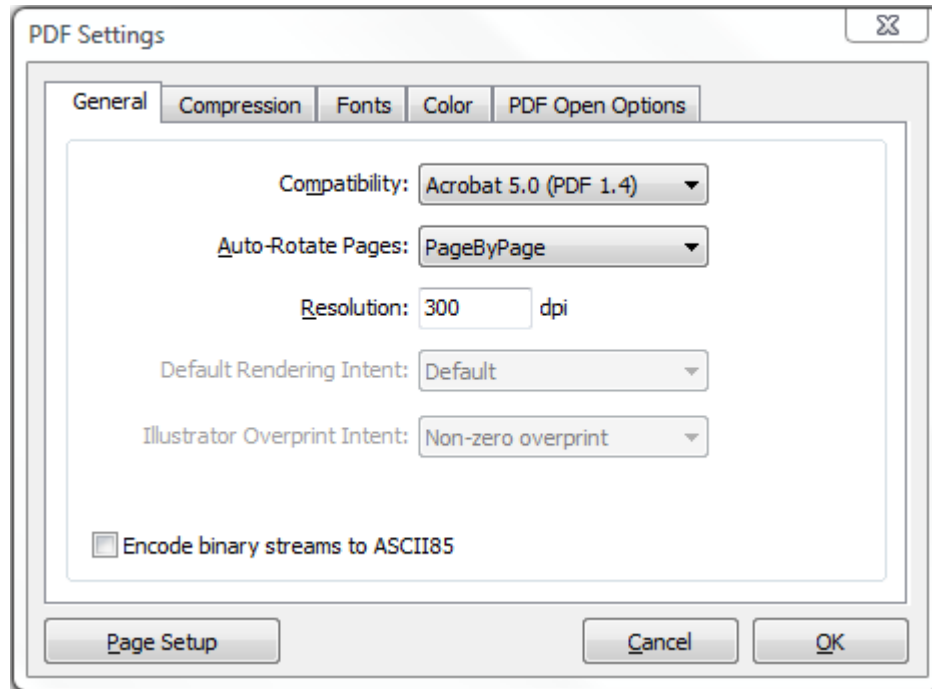 PDF Settings
General Compression Fonts Color PDF Open Options
Compatibility: Acrobat 5.0 (PDF 1.4)
Auto-Rotate Pages: PageByPage
Resolution: 300 dpi
Default Rendering Intent: Default
Illustrator Overprint Intent: Non-zero overprint
Encode binary streams to ASCII85
Page Setup Cancel OK